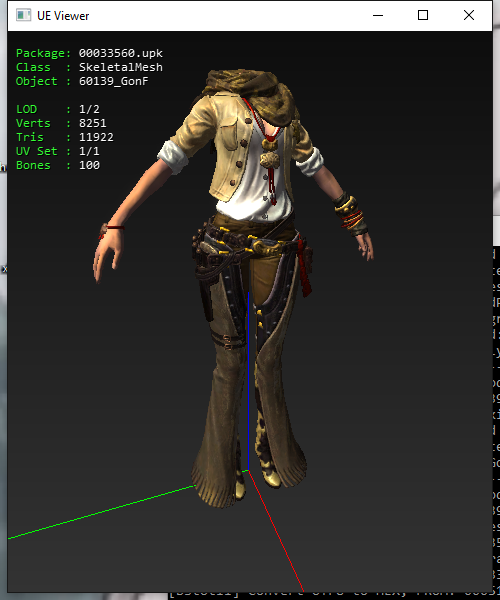 UE Viewer
Package: 00033560.upk
Class : SkeletalMesh
Object : 60139_GonF
LOD : 1/2
Verts : 8251
Tris : 11922
UV Set : 1/1
Bones : 100